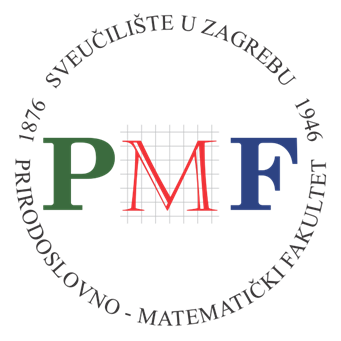 SVEUČILIŠTE U ZAGREBU
1876
1946
PMF
PRIRODOSLOVNO - MATEMATIČKI FAKULTET